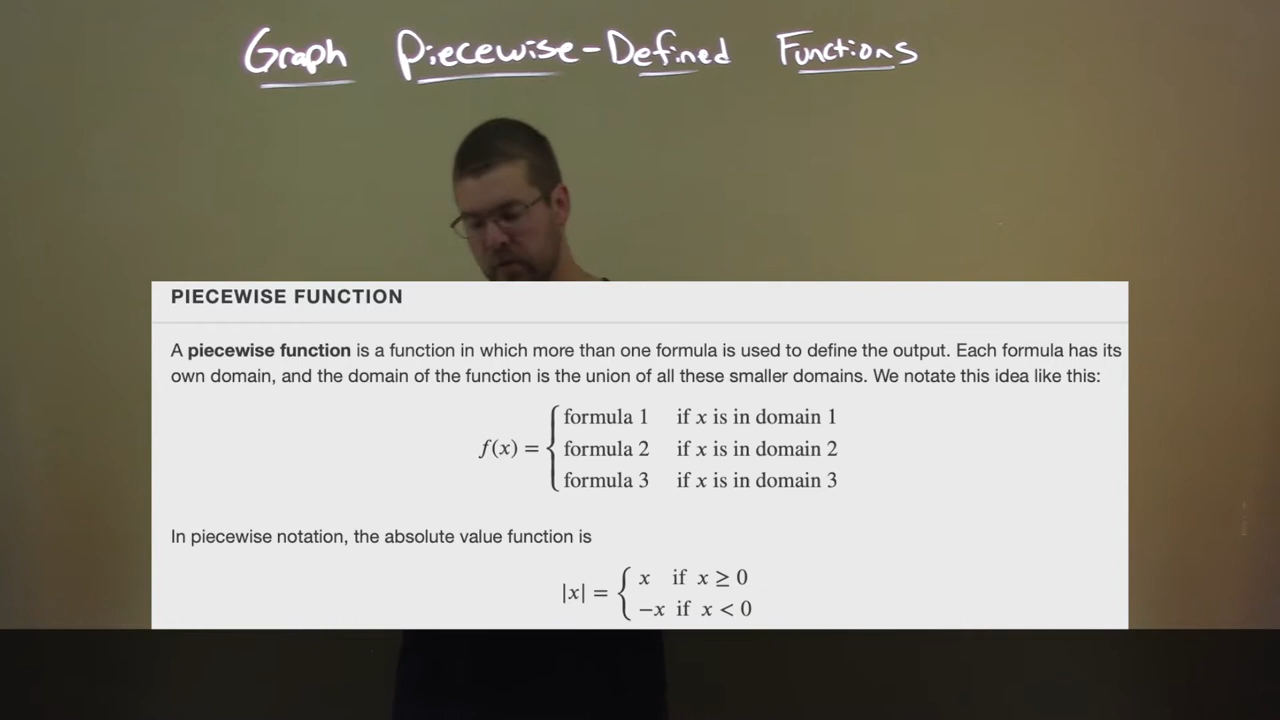 Graph Piecewise-Defined Functions
PIECEWISE FUNCTION
A piecewise function is a function in which more than one formula is used to define the output. Each formula has its
own domain, and the domain of the function is the union of all these smaller domains. We notate this idea like this:
f(x) = { formula 1 if x is in domain 1
formula 2 if x is in domain 2
formula 3 if x is in domain 3
In piecewise notation, the absolute value function is
|x| = { x if x ≥ 0
−x if x < 0